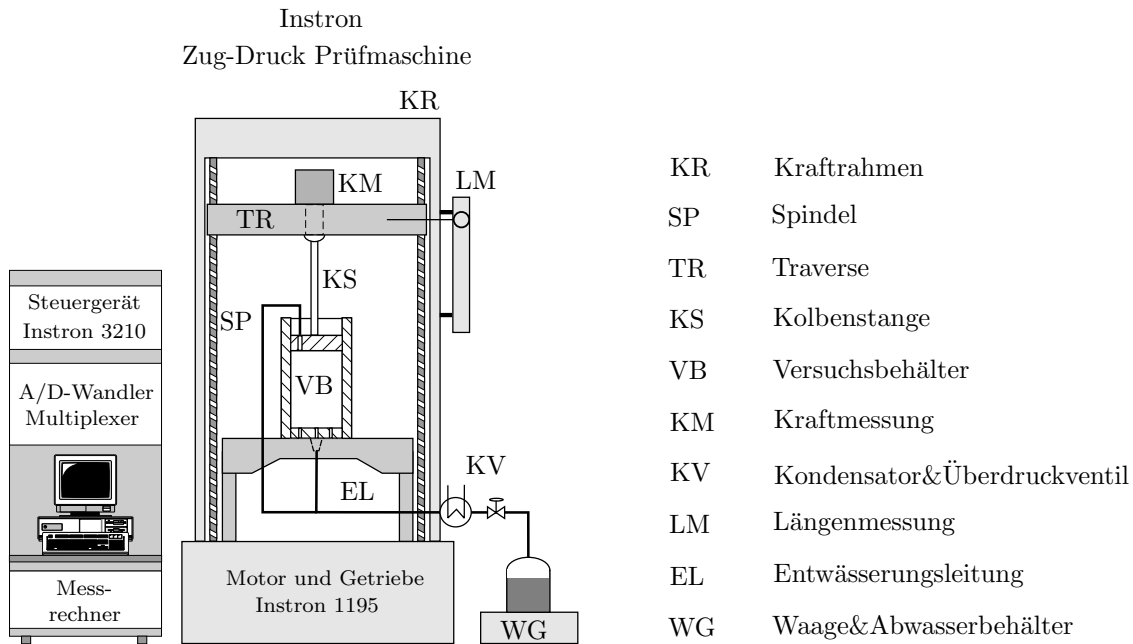 Instron
Zug-Druck Prüfmaschine
KR
KM
LM
TR
KS
SP
VB
KV
EL
WG
Steuergerät
Instron 3210
A/D-Wandler
Multiplexer
Mess-
rechner
Motor und Getriebe
Instron 1195
KR Kraftrahmen
SP Spindel
TR Traverse
KS Kolbenstange
VB Versuchsbehälter
KM Kraftmessung
KV Kondensator&Überdruckventil
LM Längenmessung
EL Entwässerungsleitung
WG Waage&Abwasserbehälter